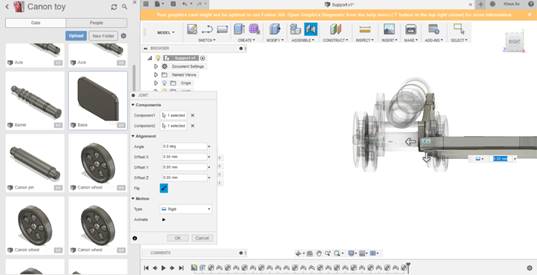 Canon toy
Support v1*
Your graphics card might not be optimal to use Fusion 360. Open Graphics Diagnostic from the help menu (? button in the top right corner) for more information.
Data
People
Upload
New Folder
MODEL
SKETCH
CREATE
MODIFY
ASSEMBLE
CONSTRUCT
INSPECT
INSERT
MAKE
ADD-INS
SELECT
RIGHT
BROWSER
Support v1
Document Settings
Named Views
Origin
Axle
Axle
Barrel
Base
Canon pin
Canon wheel
Canon wheel
Canon wheel
JOINT
Components
Component1
1 selected
Component2
1 selected
Alignment
Angle
0.0 deg
Offset X
0.00 mm
Offset Y
0.00 mm
Offset Z
0.00 mm
Flip
Motion
Type
Rigid
Animate
OK
Cancel
0.00 mm
COMMENTS